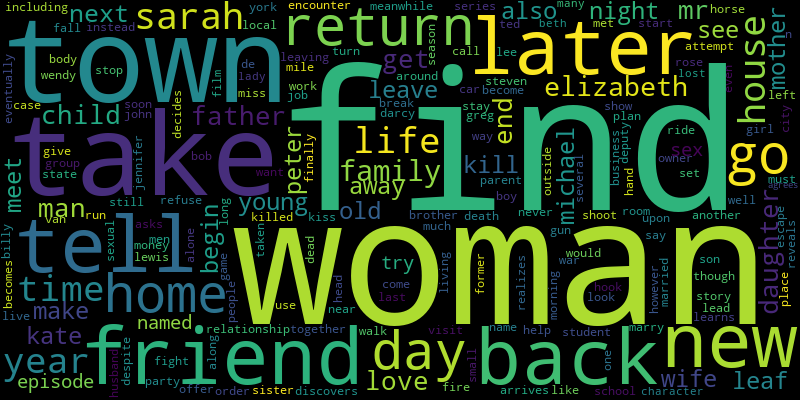 including
next
sarah
fall
instead
york
local
return
encounter
many
meanwhile
series
beth
met
also
start
night
mr
see
horse
attempt
mother
town
later
house
body
wendy
stop
film
de
lady
miss
leaving
mile
work
job
turn
around
get
season
call
ted
lee
car
become
steven
rose
lost
even
left
city
eventually
case
soon
john
decides
leave
elizabeth
show
plan
find
child
father
break
darcy
stay
greg
way
end
michael
several
outside
business
deputy
ride
owner
sex
set
girl
go
must
agrees
take
give
group
state
jennifer
bob
want
peter
finally
life
family
away
kill
parent
boy
hand
meet
man
van
run
still
refuse
young
killed
kiss
old
brother
much
death
never
gun
shoot
room
upon
another
well
daughter
escape
place
reveals
billy
tell
asks
men
money
lewis
sexual
alone
begin
long
taken
dead
woman
try
come
last
living
former
realizes
morning
war
would
hook
look
say
however
married
son
though
story
lead
learns
becomes
live
time
home
make
game
people
use
head
near
kate
named
relationship
together
walk
visit
name
help
student
marry
year
friend
day
back
new
episode
husband
despite
fight
party
along
offer
order
sister
discovers
love
fire
small
arrives
like
one
school
character
wife
leaf